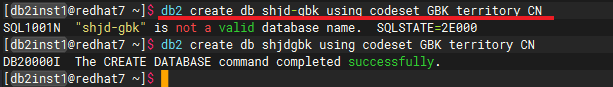 [db2inst1@redhat7 ~]$ db2 create db shjd-gbk using codeset GBK territory CN
SQL1001N  "shjd-gbk" is not a valid database name.  SQLSTATE=2E000
[db2inst1@redhat7 ~]$ db2 create db shjdgbk using codeset GBK territory CN
DB20000I  The CREATE DATABASE command completed successfully.
[db2inst1@redhat7 ~]$